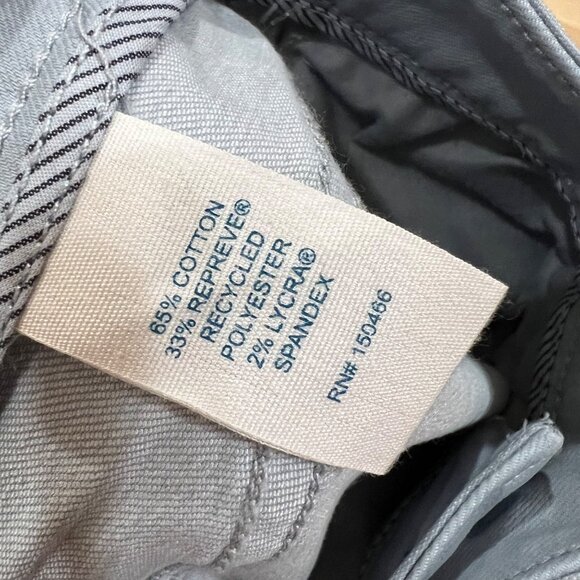 65% COTTON
33% REPREVE®
RECYCLED
POLYESTER
2% LYCRA®
SPANDEX
RN# 150466